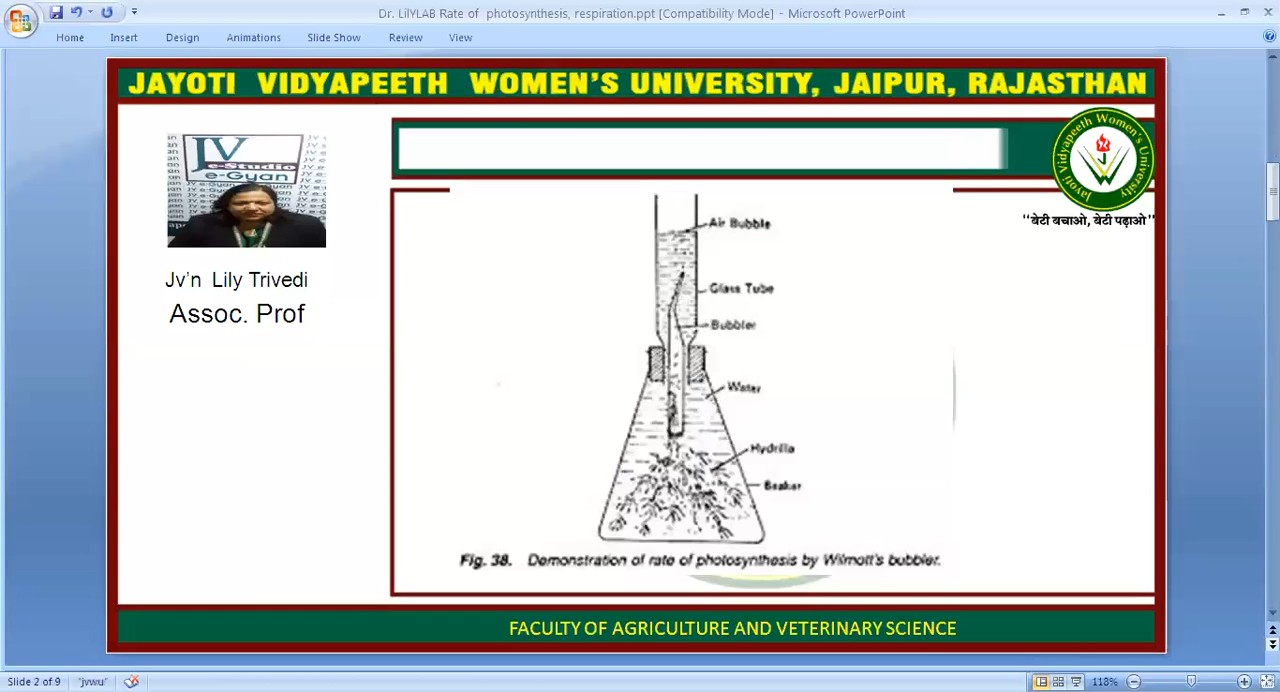 Dr. LilYLAB Rate of  photosynthesis, respiration.ppt [Compatibility Mode] - Microsoft PowerPoint
Home Insert Design Animations Slide Show Review View
JAYOTI VIDYAPEETH WOMEN'S UNIVERSITY, JAIPUR, RAJASTHAN
Jayoti Vidyapeeth Women's University
JVW
Jayoti Vidyapeeth
"बेटी बचाओ, बेटी पढ़ाओ"
JV
e-Studio
e-Gyan
Jv'n Lily Trivedi
Assoc. Prof
Air Bubble
Glass Tube
Bubbler
Water
Hydrilla
Beaker
Fig. 38. Demonstration of rate of photosynthesis by Wilmott's bubbler.
FACULTY OF AGRICULTURE AND VETERINARY SCIENCE
Slide 2 of 9 "jvwu" 118%